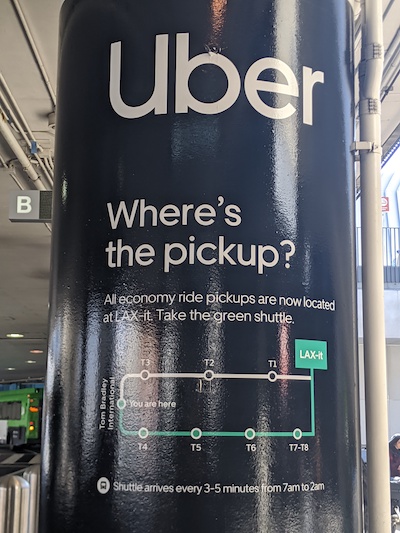 Uber
B
Where's
the pickup?
All economy ride pickups are now located
at LAX-it. Take the green shuttle.
LAX-it
T3 T2 T1
Tom Bradley
International
You are here
T4 T5 T6 T7-T8
Shuttle arrives every 3-5 minutes from 7am to 2am